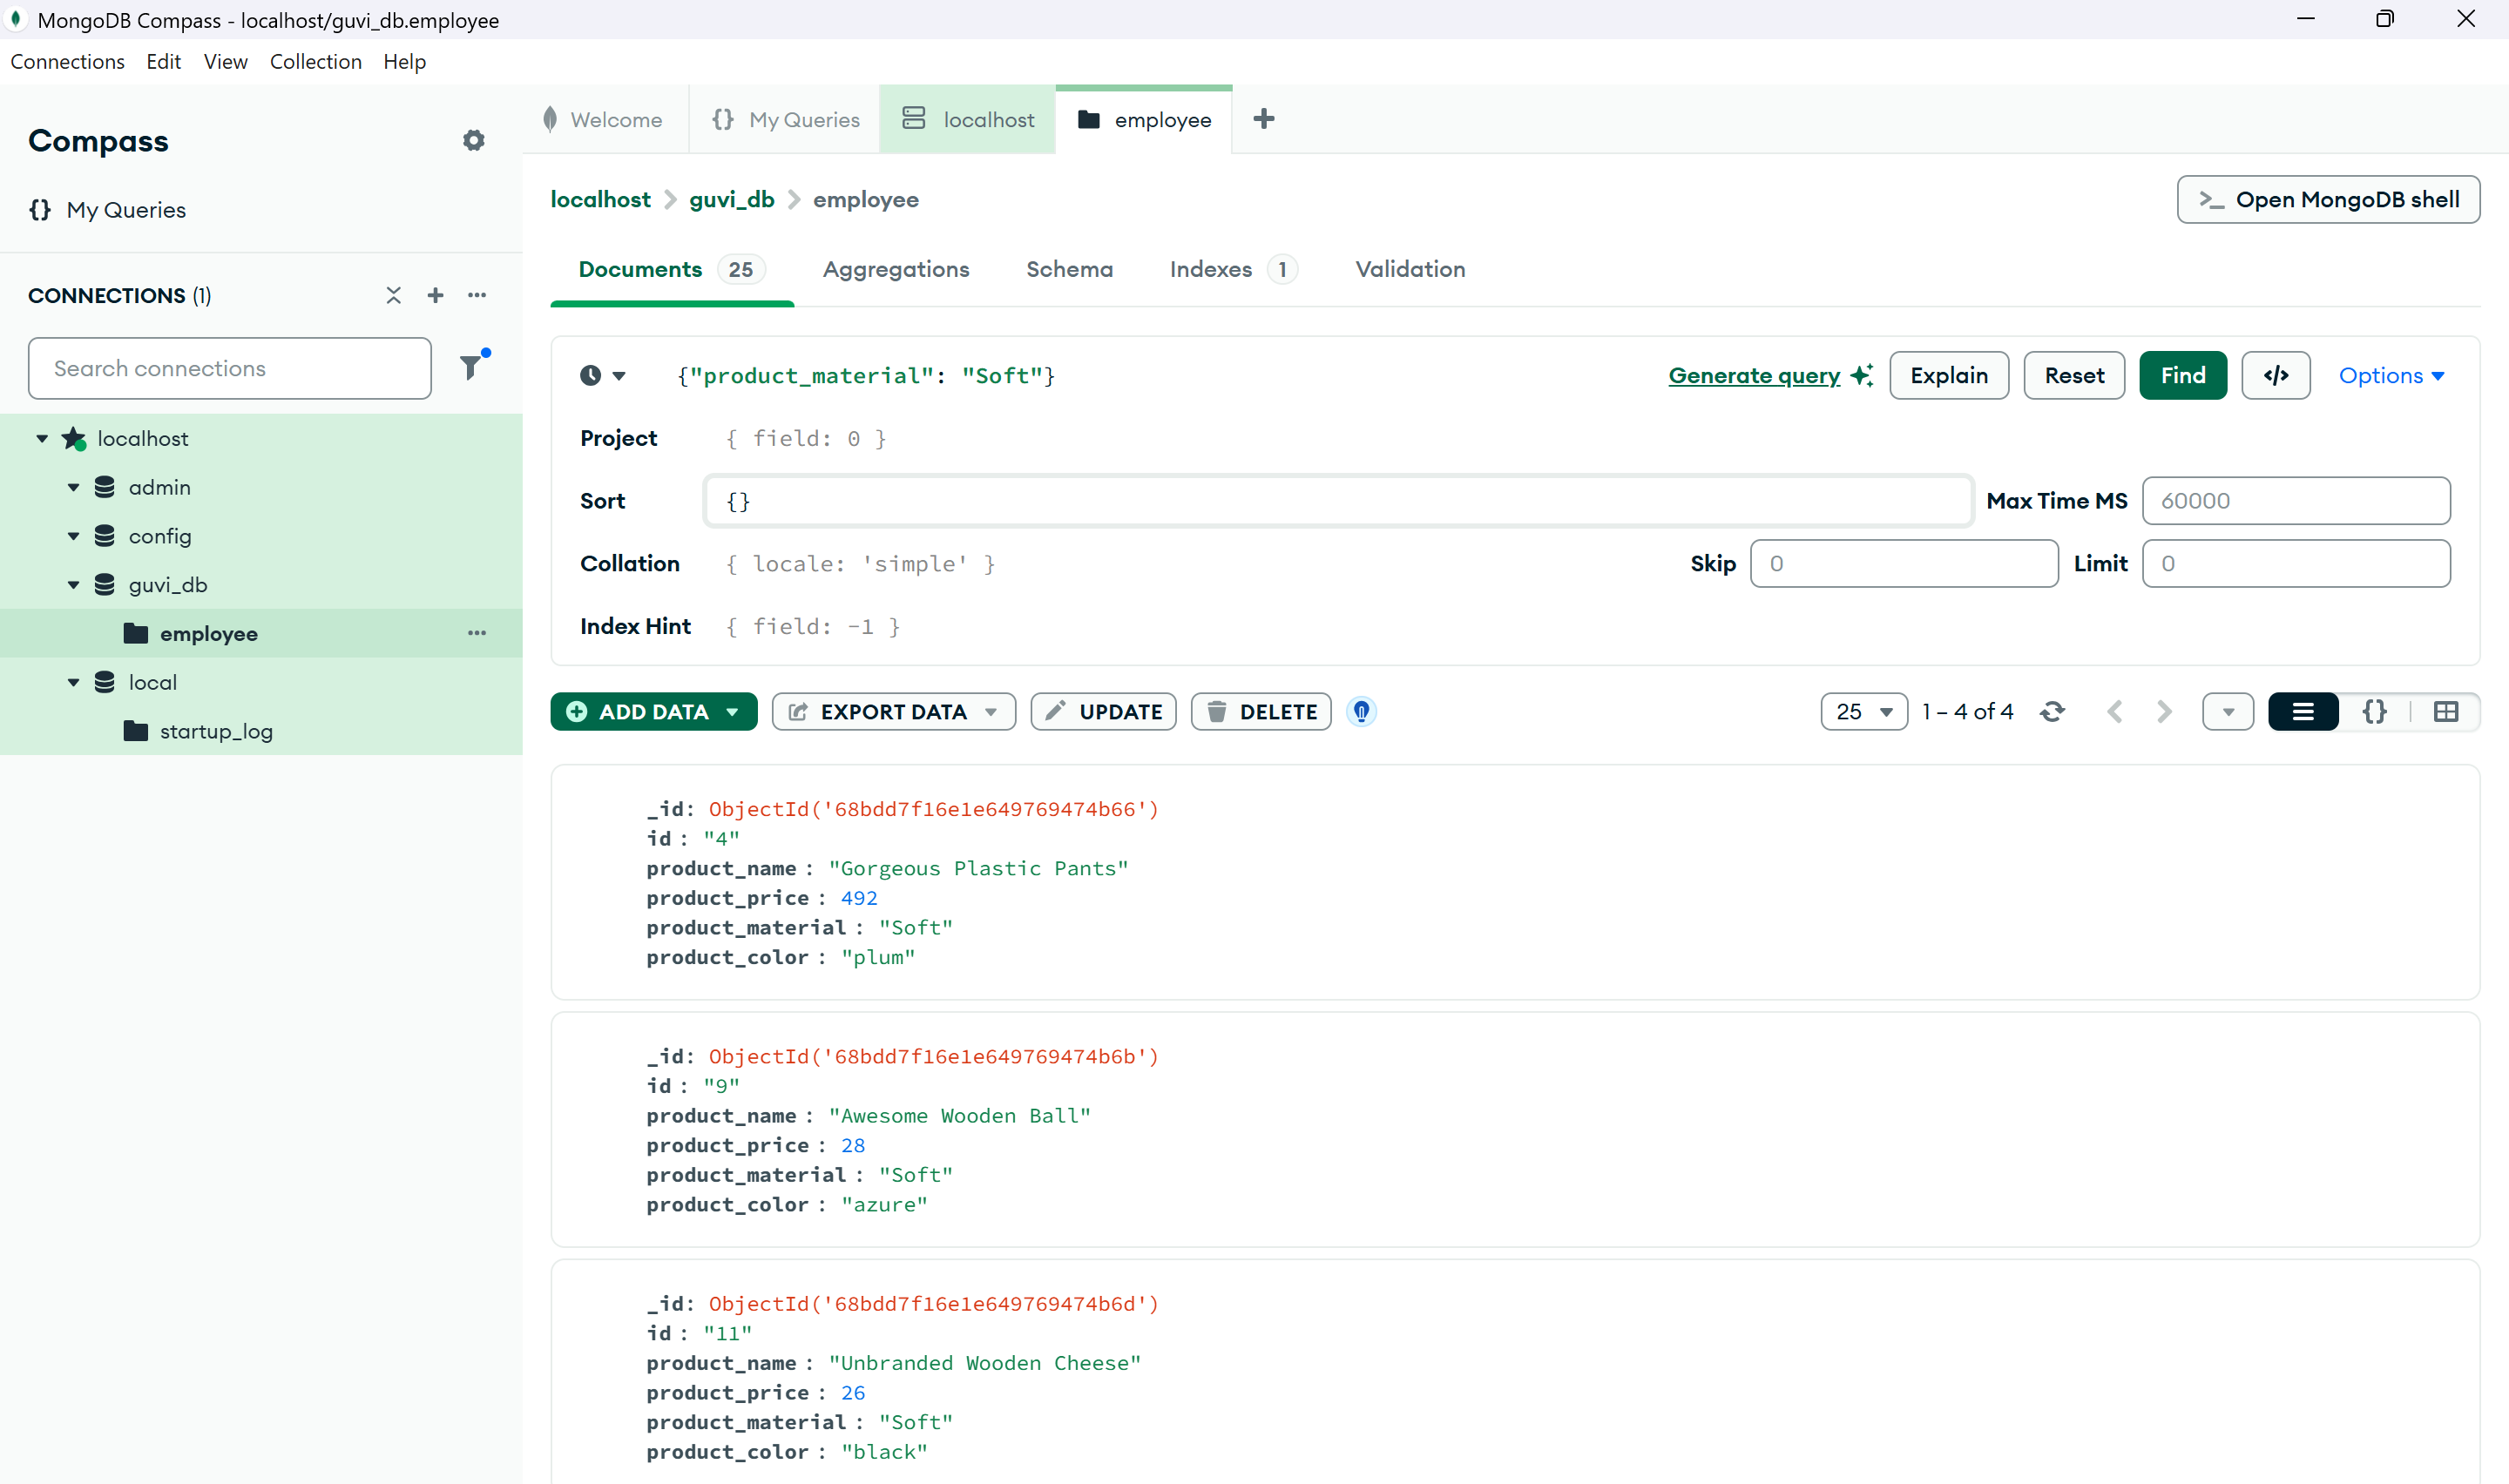 MongoDB Compass - localhost/guvi_db.employee
Connections Edit View Collection Help
Compass
My Queries
CONNECTIONS (1)
Search connections
localhost
admin
config
guvi_db
employee
local
startup_log
Welcome My Queries localhost employee
localhost > guvi_db > employee
Open MongoDB shell
Documents 25 Aggregations Schema Indexes 1 Validation
{"product_material": "Soft"}
Generate query Explain Reset Find </> Options
Project { field: 0 }
Sort {} Max Time MS 60000
Collation { locale: 'simple' } Skip 0 Limit 0
Index Hint { field: -1 }
ADD DATA EXPORT DATA UPDATE DELETE 25 1 – 4 of 4 {}
_id: ObjectId('68bdd7f16e1e649769474b66')
id : "4"
product_name : "Gorgeous Plastic Pants"
product_price : 492
product_material : "Soft"
product_color : "plum"
_id: ObjectId('68bdd7f16e1e649769474b6b')
id : "9"
product_name : "Awesome Wooden Ball"
product_price : 28
product_material : "Soft"
product_color : "azure"
_id: ObjectId('68bdd7f16e1e649769474b6d')
id : "11"
product_name : "Unbranded Wooden Cheese"
product_price : 26
product_material : "Soft"
product_color : "black"